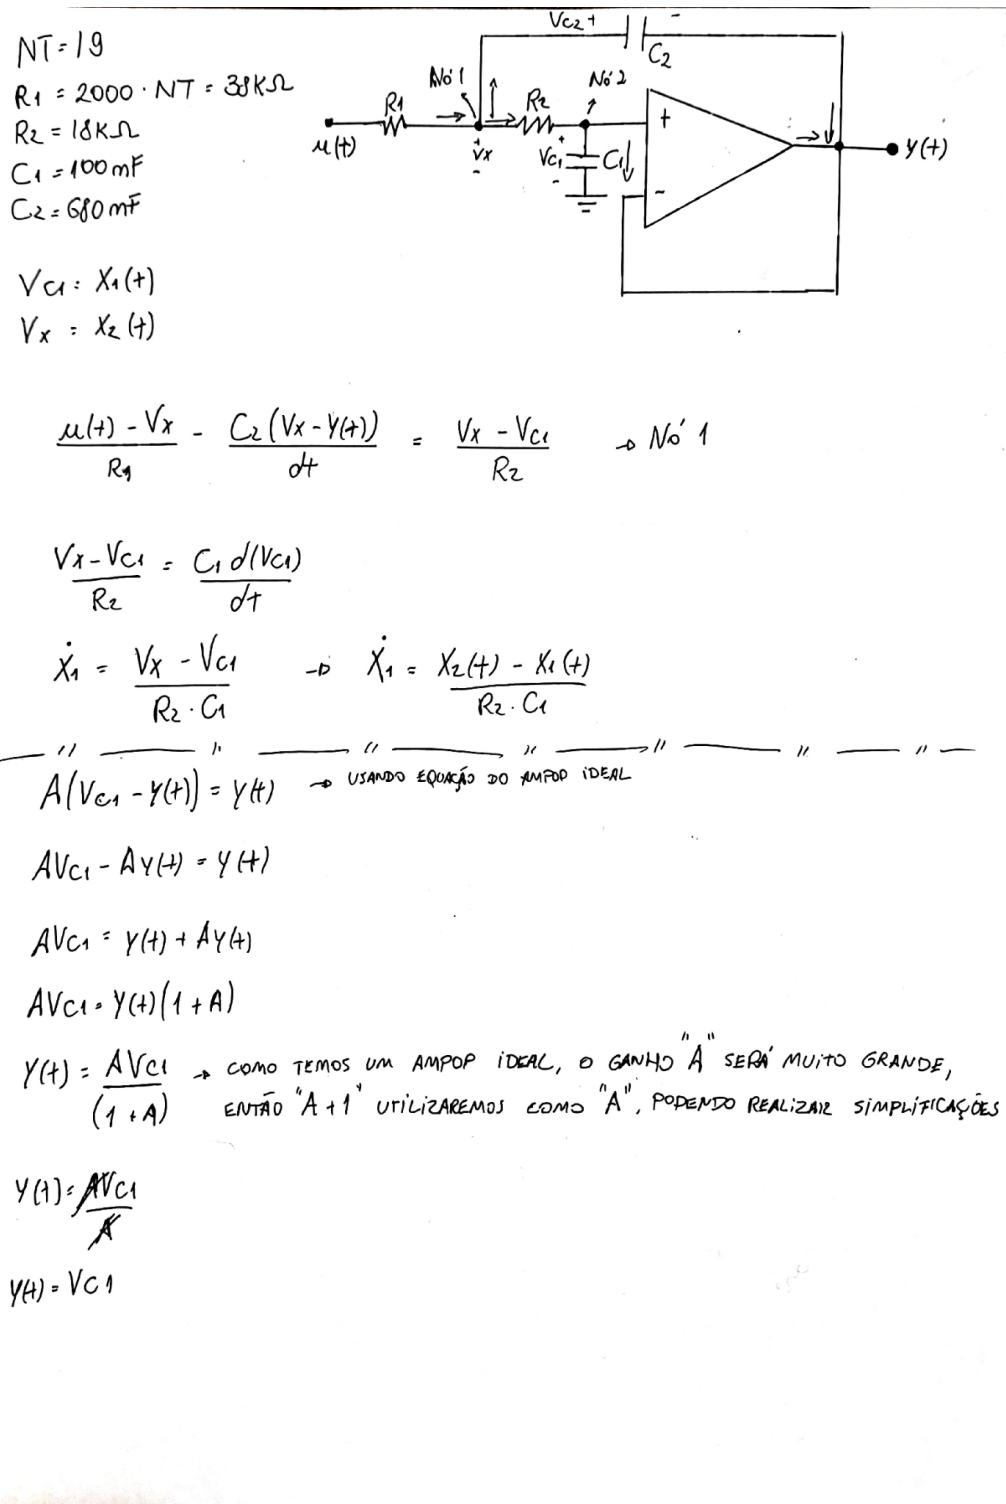 NT=19
R1 = 2000 · NT = 38KΩ
R2 = 18KΩ
C1 = 100mF
C2 = 680mF
Vc2 + -
C2
Nó 1
Nó 2
R1
R2
u(t)
+
Vx
-
+
Vc1
-
C1
+
-
y(t)
Vc1 = X1(t)
Vx = X2(t)
(u(t) - Vx)/R1 - C2(Vx - Y(t))/dt = (Vx - Vc1)/R2 → Nó 1
(Vx - Vc1)/R2 = C1 d(Vc1)/dt
Ẋ1 = (Vx - Vc1)/(R2 · C1) → Ẋ1 = (X2(t) - X1(t))/(R2 · C1)
A(Vc1 - Y(t)) = Y(t) → USANDO EQUAÇÃO DO AMPOP IDEAL
AVc1 - AY(t) = Y(t)
AVc1 = Y(t) + AY(t)
AVc1 = Y(t)(1 + A)
Y(t) = AVc1/(1 + A) → COMO TEMOS UM AMPOP IDEAL, O GANHO "A" SERÁ MUITO GRANDE,
ENTÃO "A+1" UTILIZAREMOS COMO "A", PODENDO REALIZAR SIMPLIFICAÇÕES
Y(t) = AVc1/A
Y(t) = Vc1